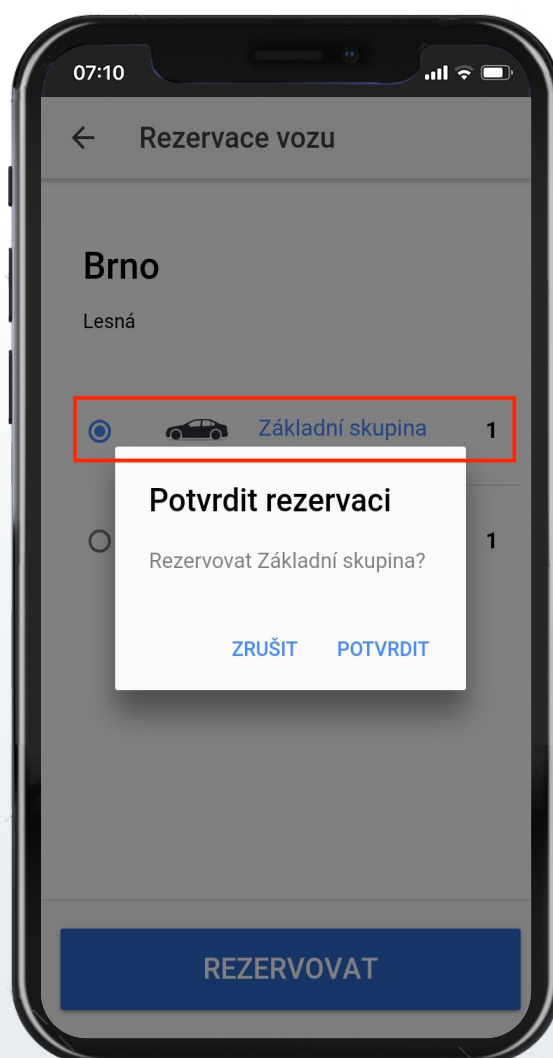 07:10
Rezervace vozu
Brno
Lesná
Základní skupina 1
Potvrdit rezervaci
1
Rezervovat Základní skupina?
ZRUŠIT POTVRDIT
REZERVOVAT